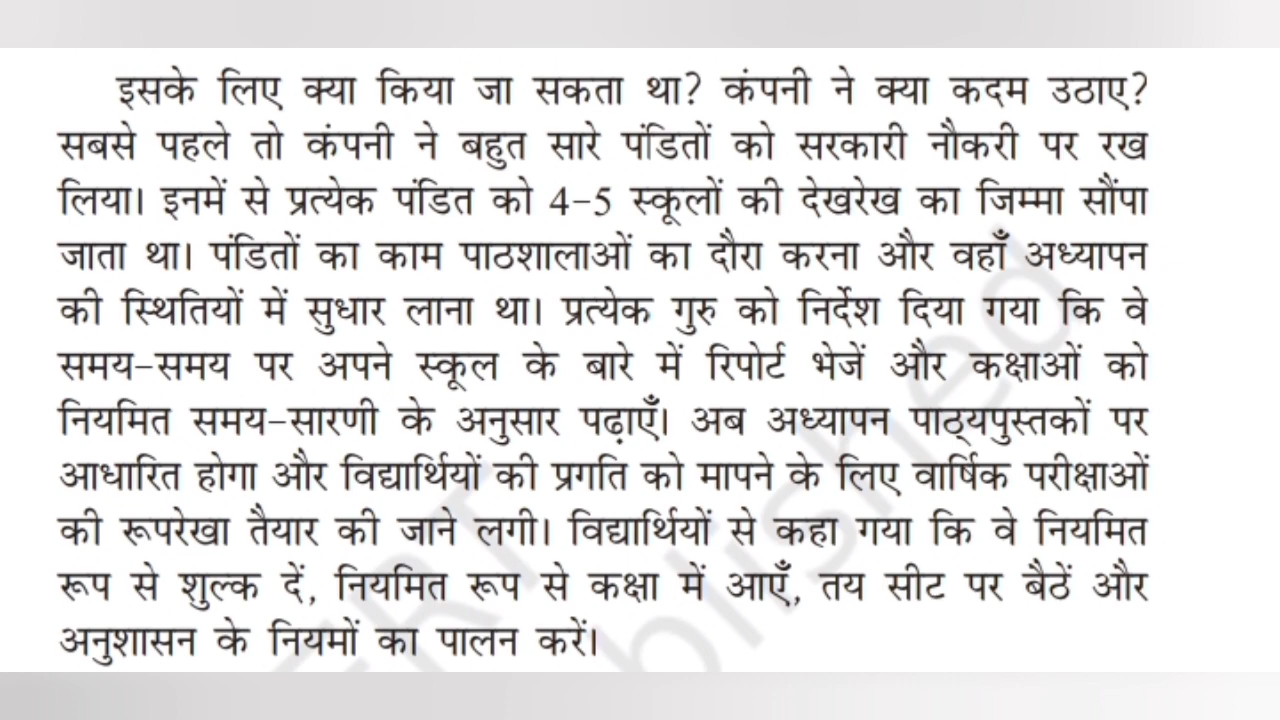 इसके लिए क्या किया जा सकता था? कंपनी ने क्या कदम उठाए?
सबसे पहले तो कंपनी ने बहुत सारे पंडितों को सरकारी नौकरी पर रख
लिया। इनमें से प्रत्येक पंडित को 4-5 स्कूलों की देखरेख का जिम्मा सौंपा
जाता था। पंडितों का काम पाठशालाओं का दौरा करना और वहाँ अध्यापन
की स्थितियों में सुधार लाना था। प्रत्येक गुरु को निर्देश दिया गया कि वे
समय-समय पर अपने स्कूल के बारे में रिपोर्ट भेजें और कक्षाओं को
नियमित समय-सारणी के अनुसार पढ़ाएँ। अब अध्यापन पाठ्यपुस्तकों पर
आधारित होगा और विद्यार्थियों की प्रगति को मापने के लिए वार्षिक परीक्षाओं
की रूपरेखा तैयार की जाने लगी। विद्यार्थियों से कहा गया कि वे नियमित
रूप से शुल्क दें, नियमित रूप से कक्षा में आएँ, तय सीट पर बैठें और
अनुशासन के नियमों का पालन करें।